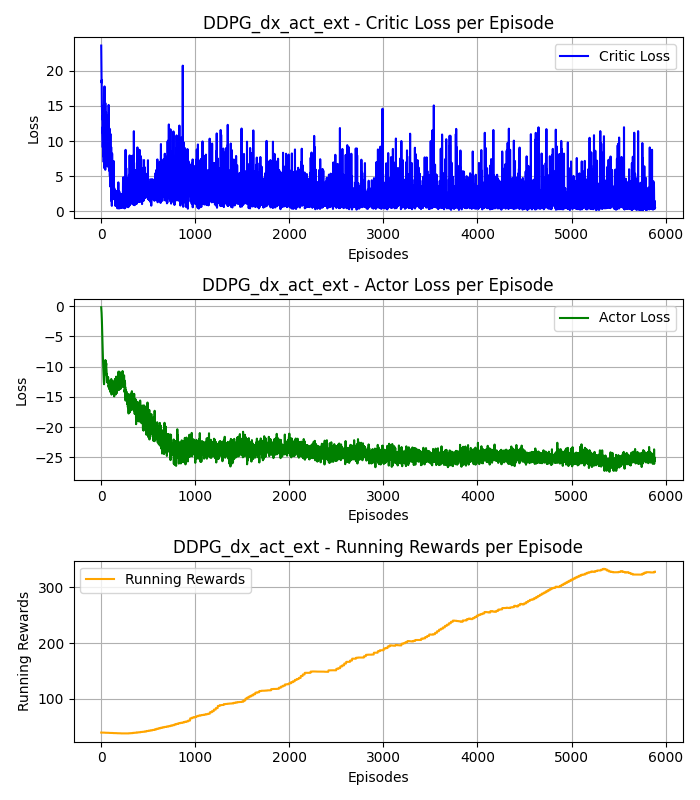 DDPG_dx_act_ext - Critic Loss per Episode
20
15
10
5
0
Loss
Critic Loss
0 1000 2000 3000 4000 5000 6000
Episodes
DDPG_dx_act_ext - Actor Loss per Episode
0
−5
−10
−15
−20
−25
Loss
Actor Loss
0 1000 2000 3000 4000 5000 6000
Episodes
DDPG_dx_act_ext - Running Rewards per Episode
300
200
100
Running Rewards
Running Rewards
0 1000 2000 3000 4000 5000 6000
Episodes